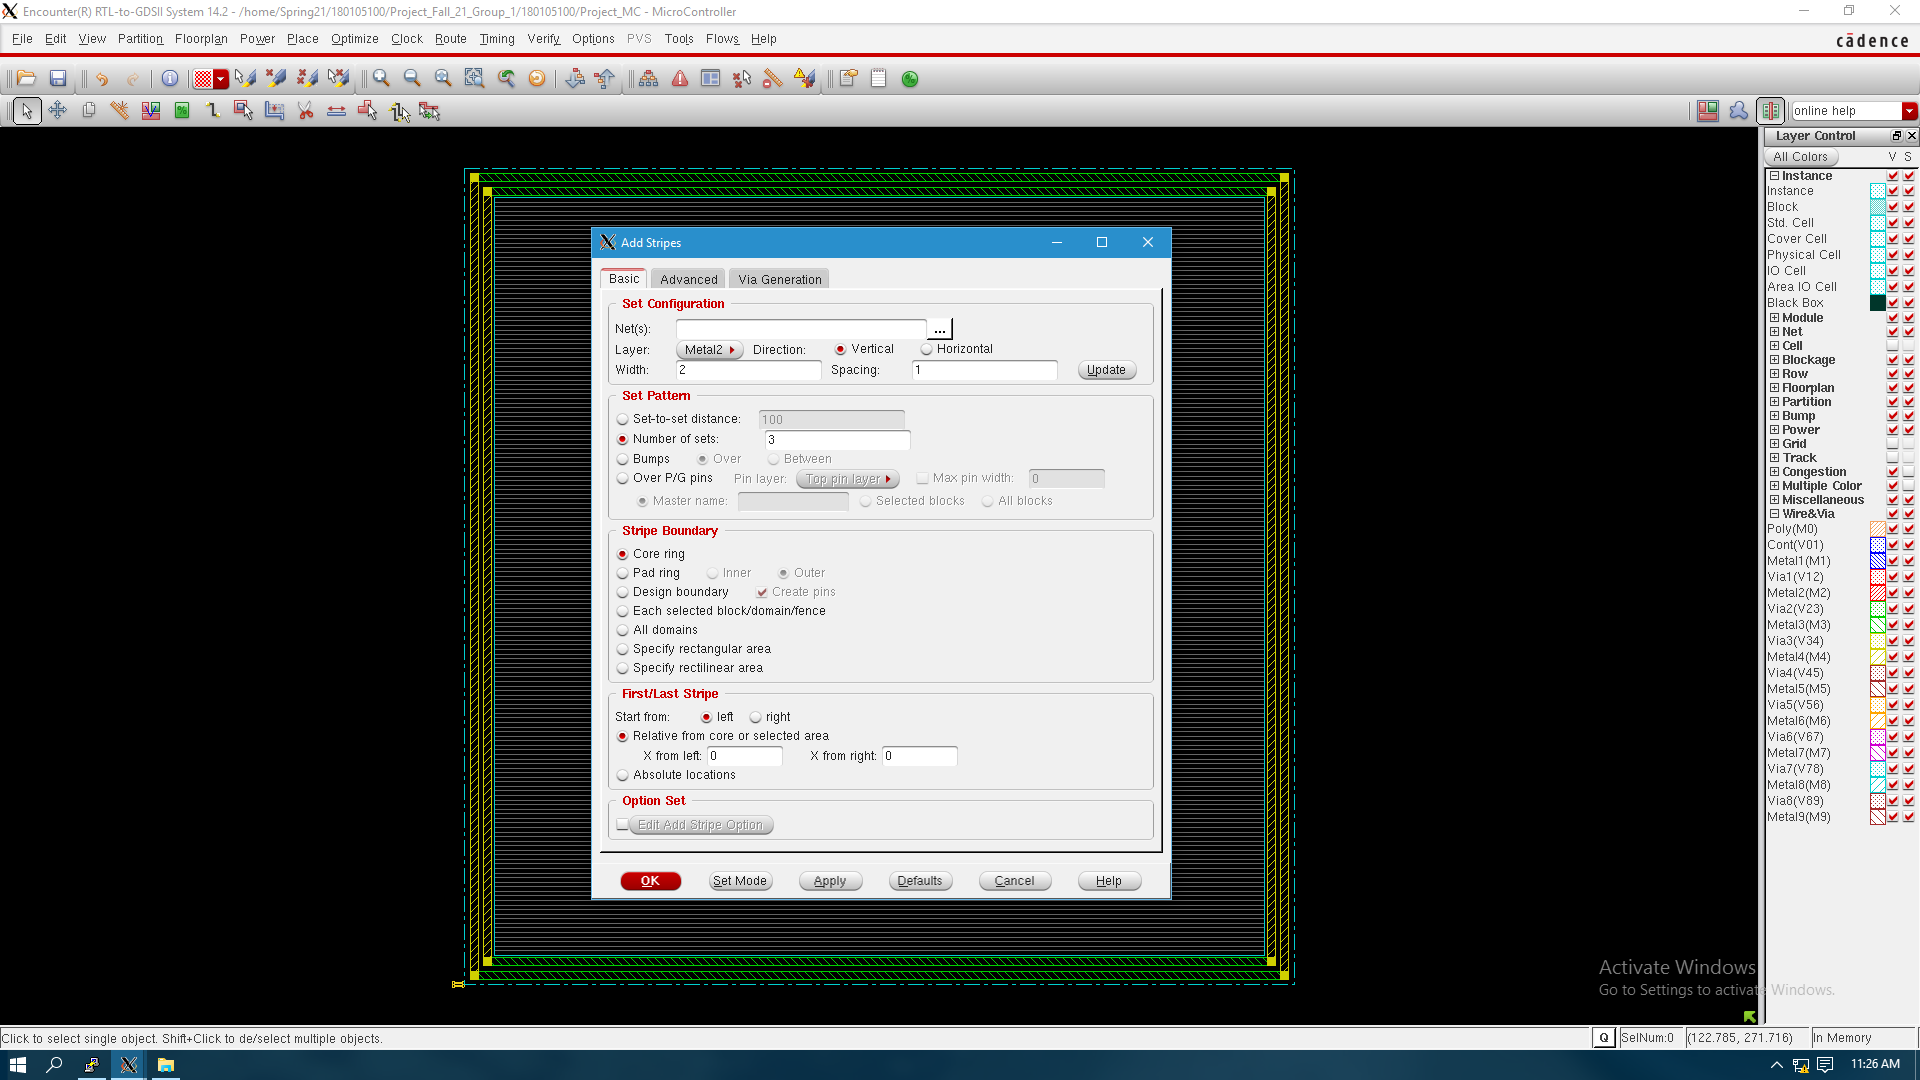 Encounter(R) RTL-to-GDSII System 14.2 - /home/Spring21/180105100/Project_Fall_21_Group_1/180105100/Project_MC - MicroController
File Edit View Partition Floorplan Power Place Optimize Clock Route Timing Verify Options PVS Tools Flows Help
cādence
online help
Layer Control
All Colors V S
Instance
Instance
Block
Std. Cell
Cover Cell
Physical Cell
IO Cell
Area IO Cell
Black Box
Module
Net
Cell
Blockage
Row
Floorplan
Partition
Bump
Power
Grid
Track
Congestion
Multiple Color
Miscellaneous
Wire&Via
Poly(M0)
Cont(V01)
Metal1(M1)
Via1(V12)
Metal2(M2)
Via2(V23)
Metal3(M3)
Via3(V34)
Metal4(M4)
Via4(V45)
Metal5(M5)
Via5(V56)
Metal6(M6)
Via6(V67)
Metal7(M7)
Via7(V78)
Metal8(M8)
Via8(V89)
Metal9(M9)
Add Stripes
Basic Advanced Via Generation
Set Configuration
Net(s): ...
Layer: Metal2 Direction: Vertical Horizontal
Width: 2 Spacing: 1 Update
Set Pattern
Set-to-set distance: 100
Number of sets: 3
Bumps Over Between
Over P/G pins Pin layer: Top pin layer Max pin width: 0
Master name: Selected blocks All blocks
Stripe Boundary
Core ring
Pad ring Inner Outer
Design boundary Create pins
Each selected block/domain/fence
All domains
Specify rectangular area
Specify rectilinear area
First/Last Stripe
Start from: left right
Relative from core or selected area
X from left: 0 X from right: 0
Absolute locations
Option Set
Edit Add Stripe Option
OK Set Mode Apply Defaults Cancel Help
Activate Windows
Go to Settings to activate Windows.
Click to select single object. Shift+Click to de/select multiple objects.
Q SelNum:0 (122.785, 271.716) In Memory
11:26 AM